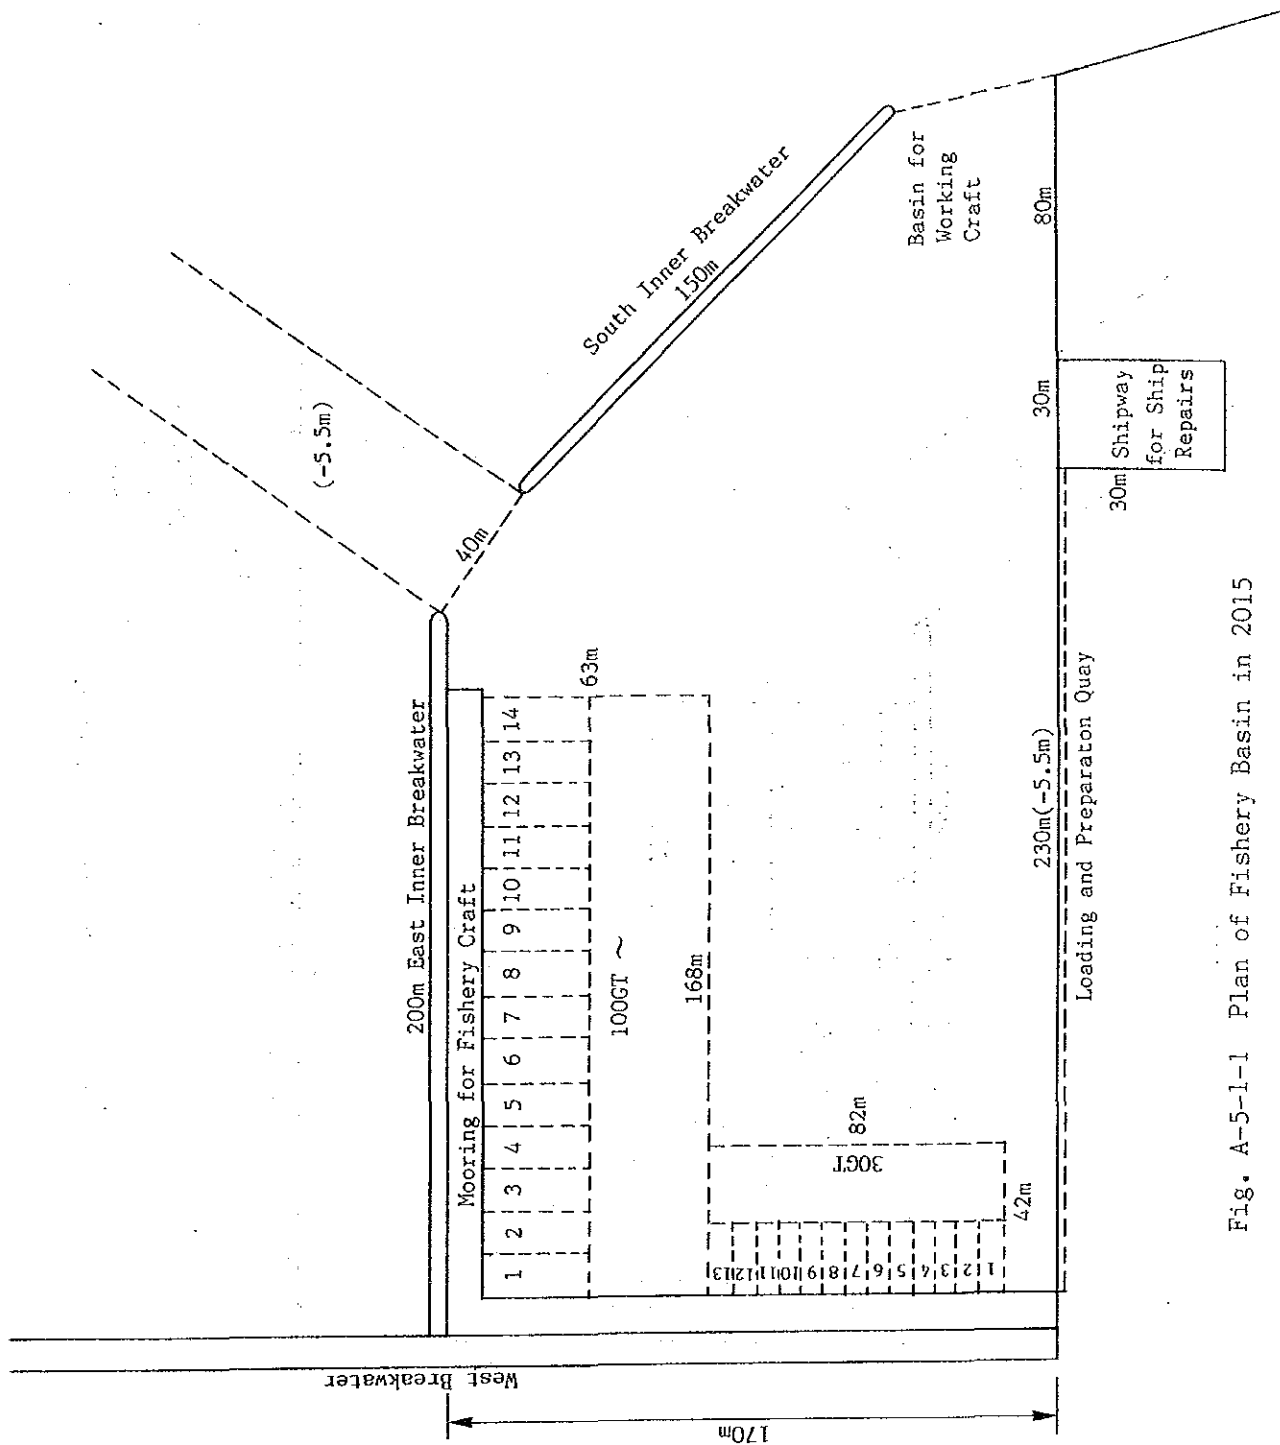 200m East Inner Breakwater
Mooring for Fishery Craft
1 2 3 4 5 6 7 8 9 10 11 12 13 14
63m
100GT ~
168m
30GT
82m
42m
1 2 3 4 5 6 7 8 9 10 11 12 13
West Breakwater
170m
40m
(-5.5m)
South Inner Breakwater
150m
Basin for
Working
Craft
80m
30m
30m
Shipway
for Ship
Repairs
230m(-5.5m)
Loading and Preparaton Quay
Fig. A-5-1-1 Plan of Fishery Basin in 2015